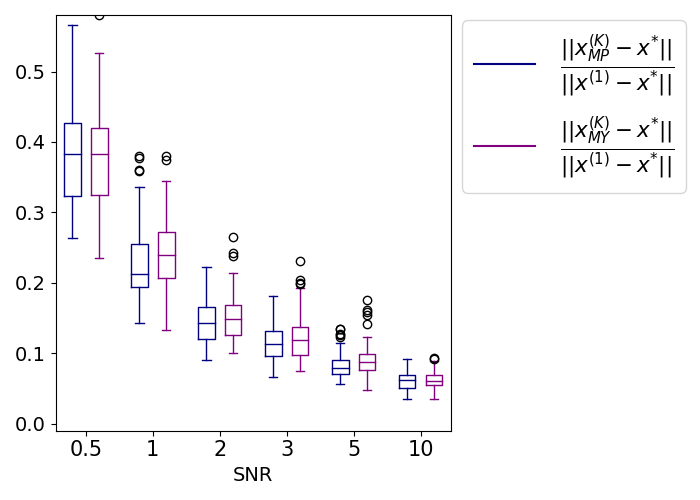 0.5
0.4
0.3
0.2
0.1
0.0
0.5 1 2 3 5 10
SNR
||x_{MP}^{(K)} − x^*||
||x^{(1)} − x^*||
||x_{MY}^{(K)} − x^*||
||x^{(1)} − x^*||